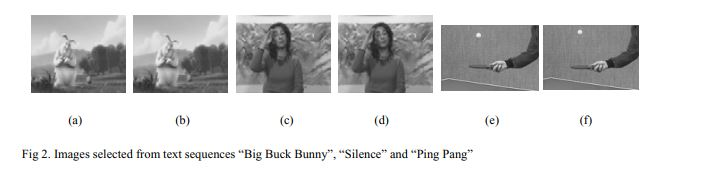 (a) (b) (c) (d) (e) (f)
Fig 2. Images selected from text sequences “Big Buck Bunny”, “Silence” and “Ping Pang”